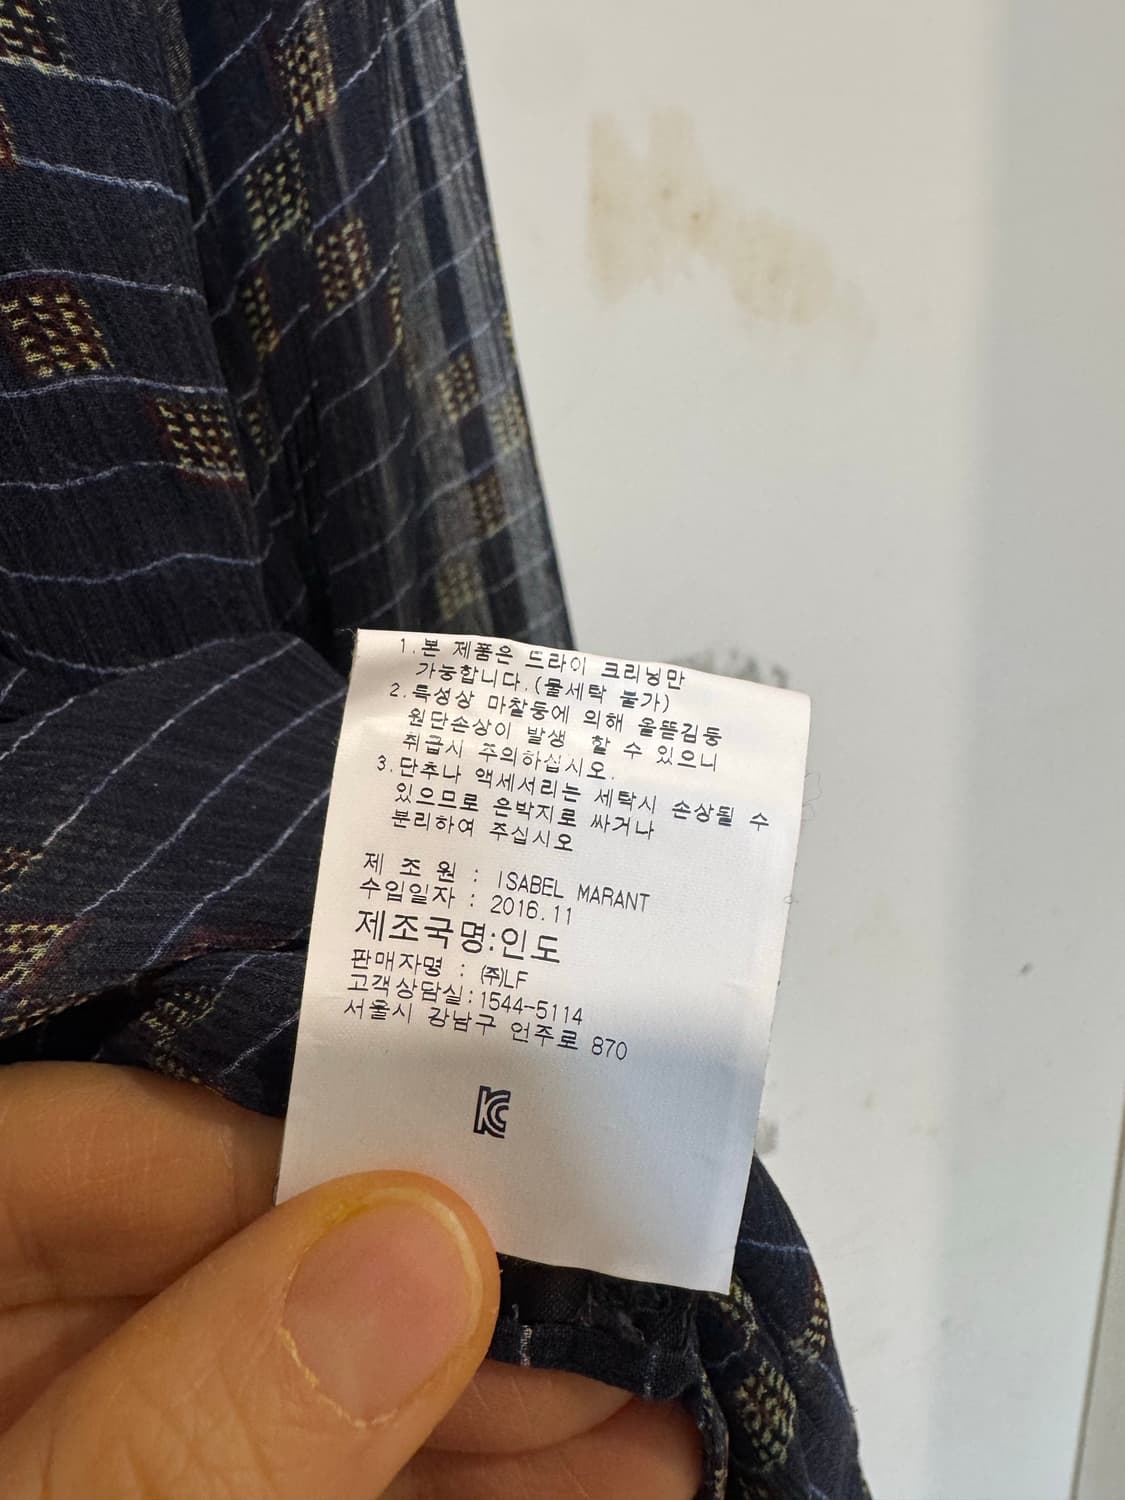 1.본 제품은 드라이 크리닝만
가능합니다.(물세탁 불가)
2.특성상 마찰등에 의해 올뜯김등
원단손상이 발생 할 수 있으니
취급시 주의하십시오.
3.단추나 액세서리는 세탁시 손상될 수
있으므로 은박지로 싸거나
분리하여 주십시오
제 조 원 : ISABEL MARANT
수입일자 : 2016.11
제조국명:인도
판매자명 : ㈜LF
고객상담실:1544-5114
서울시 강남구 언주로 870
KC